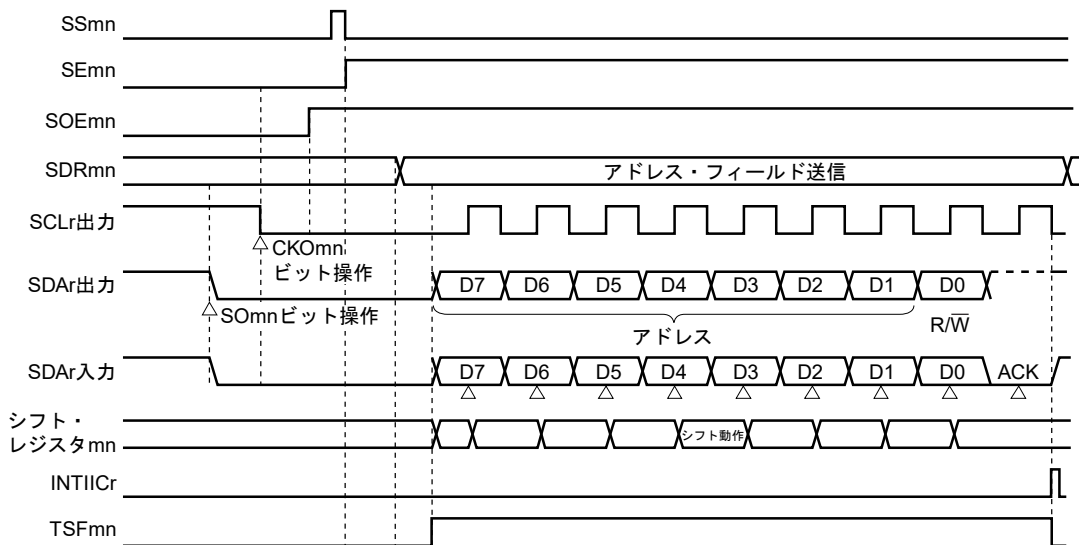 SSmn
SEmn
SOEmn
SDRmn
アドレス・フィールド送信
SCLr出力
△ CKOmn
ビット操作
SDAr出力
D7 D6 D5 D4 D3 D2 D1 D0
△ SOmnビット操作
アドレス
R/W̅
SDAr入力
D7 D6 D5 D4 D3 D2 D1 D0 ACK
シフト・
レジスタmn
シフト動作
INTIICr
TSFmn